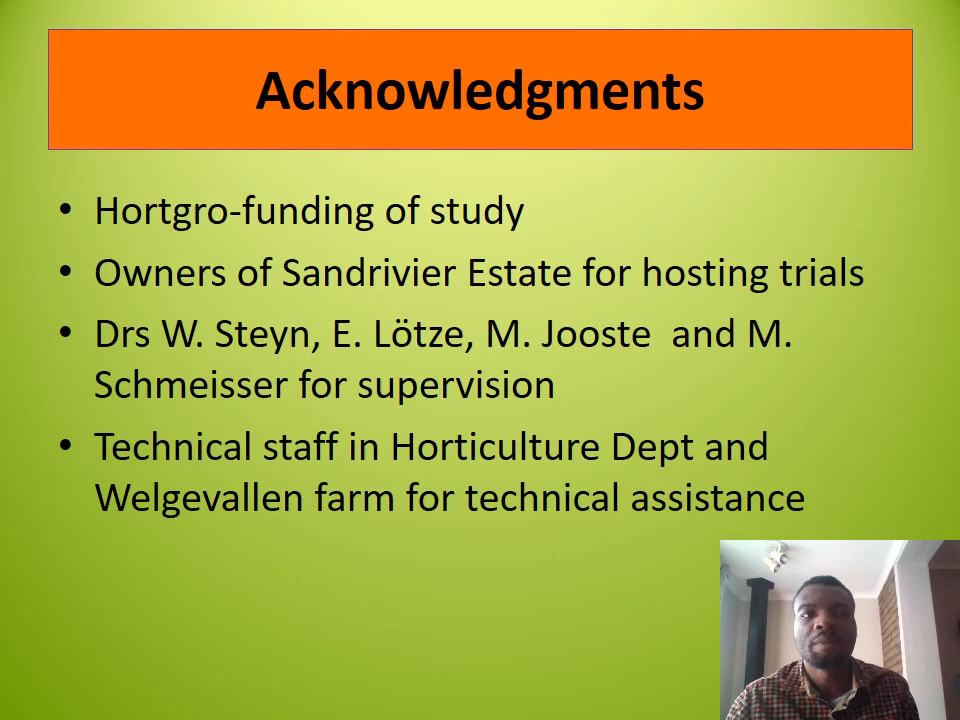 Acknowledgments
• Hortgro-funding of study
• Owners of Sandrivier Estate for hosting trials
• Drs W. Steyn, E. Lötze, M. Jooste  and M.
Schmeisser for supervision
• Technical staff in Horticulture Dept and
Welgevallen farm for technical assistance